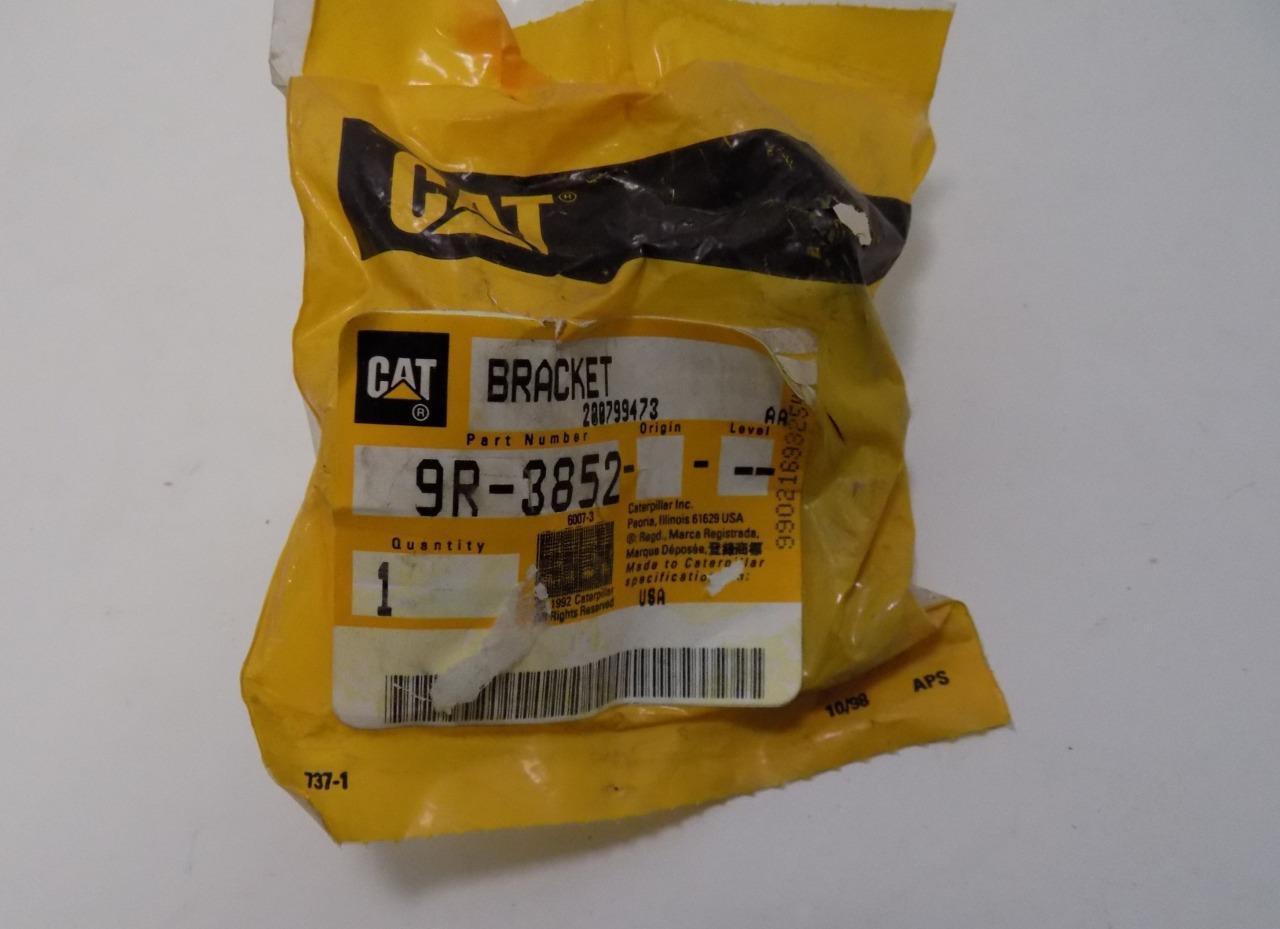 CAT®
CAT
®
BRACKET
200799473
AA
Part Number
Origin
Level
9R-3852- - --
6007-3
Quantity
1
1992 Caterpillar
Rights Reserved
Caterpillar Inc.
Peoria, Illinois 61629 USA
®: Regd., Marca Registrada,
Marque Déposée, 登錄商標
Made to Caterpillar
USA
10/98
APS
737-1